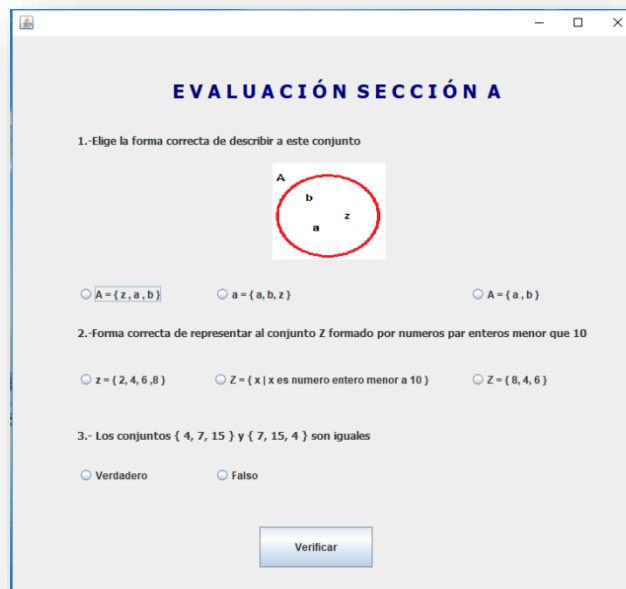 EVALUACIÓN SECCIÓN A
1.-Elige la forma correcta de describir a este conjunto
A
b
z
a
A = { z , a , b }   a = { a, b, z }   A = { a , b }
2.-Forma correcta de representar al conjunto Z formado por numeros par enteros menor que 10
z = { 2, 4, 6 ,8 }   Z = { x | x es numero entero menor a 10 }   Z = { 8, 4, 6 }
3.- Los conjuntos { 4, 7, 15 } y { 7, 15, 4 } son iguales
Verdadero   Falso
Verificar